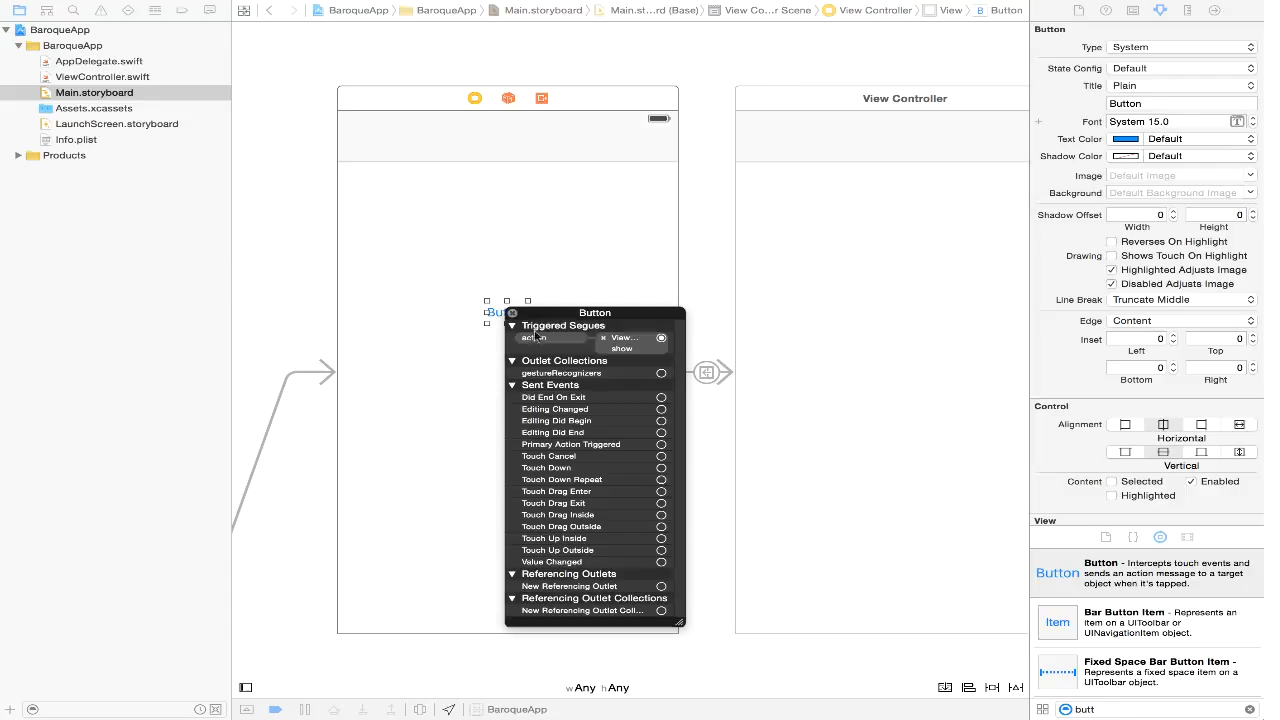 BaroqueApp
BaroqueApp
Main.storyboard
Main.st...rd (Base)
View Co...r Scene
View Controller
View
B Button
BaroqueApp
BaroqueApp
AppDelegate.swift
ViewController.swift
Main.storyboard
Assets.xcassets
LaunchScreen.storyboard
Info.plist
Products
View Controller
Button
Triggered Segues
action
View...
show
Outlet Collections
gestureRecognizers
Sent Events
Did End On Exit
Editing Changed
Editing Did Begin
Editing Did End
Primary Action Triggered
Touch Cancel
Touch Down
Touch Down Repeat
Touch Drag Enter
Touch Drag Exit
Touch Drag Inside
Touch Drag Outside
Touch Up Inside
Touch Up Outside
Value Changed
Referencing Outlets
New Referencing Outlet
Referencing Outlet Collections
New Referencing Outlet Coll...
wAny hAny
BaroqueApp
Button
Type System
State Config Default
Title Plain
Button
Font System 15.0
Text Color Default
Shadow Color Default
Image Default Image
Background Default Background Image
Shadow Offset 0 0
Width Height
Reverses On Highlight
Drawing Shows Touch On Highlight
Highlighted Adjusts Image
Disabled Adjusts Image
Line Break Truncate Middle
Edge Content
Inset 0 0
Left Top
0 0
Bottom Right
Control
Alignment
Horizontal
Vertical
Content Selected Enabled
Highlighted
View
Button
Button - Intercepts touch events and
sends an action message to a target
object when it's tapped.
Item
Bar Button Item - Represents an
item on a UIToolbar or
UINavigationItem object.
Fixed Space Bar Button Item -
Represents a fixed space item on a
UIToolbar object.
butt